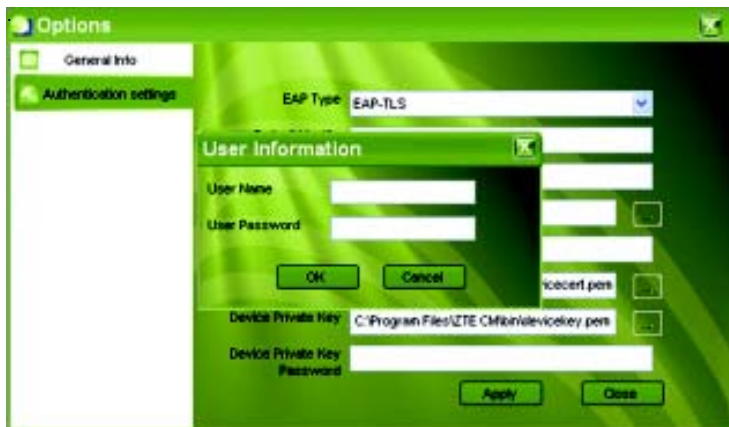 Options
General Info
Authentication settings
EAP Type EAP-TLS
User Information
User Name
User Password
OK Cancel
icecert.pem
...
Device Private Key C:\Program Files\ZTE CM\bin\devicekey.pem ...
Device Private Key
Password
Apply Close